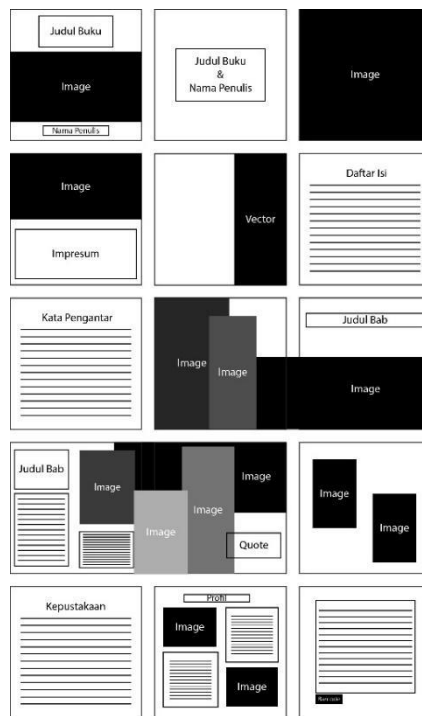 Judul Buku
Image
Nama Penulis
Judul Buku
&
Nama Penulis
Image
Image
Impresum
Vector
Daftar Isi
Kata Pengantar
Image
Image
Judul Bab
Image
Judul Bab
Image
Image
Image
Image
Quote
Image
Image
Kepustakaan
Profil
Image
Image